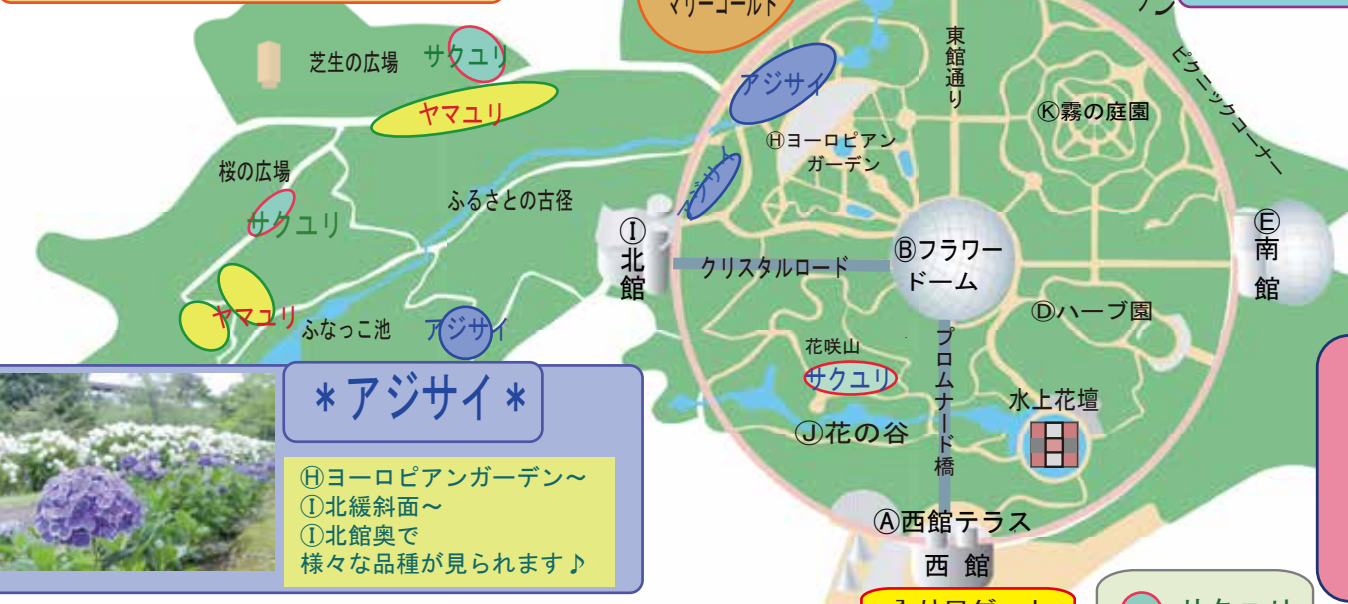 マリーゴールド
芝生の広場
サクユリ
ヤマユリ
アジサイ
東館通り
Ⓚ霧の庭園
ピクニックコーナー
Ⓗヨーロピアン
ガーデン
アジサイ
桜の広場
サクユリ
ふるさとの古径
Ⓘ北館
クリスタルロード
Ⓑフラワー
ドーム
Ⓔ南館
ヤマユリ
ふなっこ池
アジサイ
Ⓓハーブ園
花咲山
サクユリ
プロムナード橋
水上花壇
Ⓙ花の谷
Ⓐ西館テラス
西館
＊アジサイ＊
Ⓗヨーロピアンガーデン～
Ⓘ北緩斜面～
Ⓘ北館奥で
様々な品種が見られます♪
サクユリ